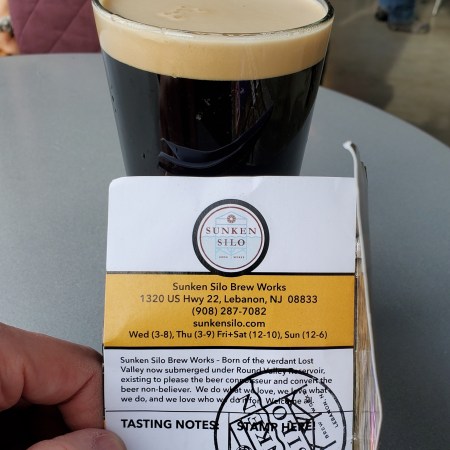 SUNKEN
SILO
BREW WORKS
Sunken Silo Brew Works
1320 US Hwy 22, Lebanon, NJ 08833
(908) 287-7082
sunkensilo.com
Wed (3-8), Thu (3-9) Fri+Sat (12-10), Sun (12-6)
Sunken Silo Brew Works - Born of the verdant Lost
Valley now submerged under Round Valley Reservoir,
existing to please the beer connoisseur and convert the
beer non-believer. We do what we love, we love what
we do, and we love who we do it for. Welcome all.
TASTING NOTES: STAMP HERE